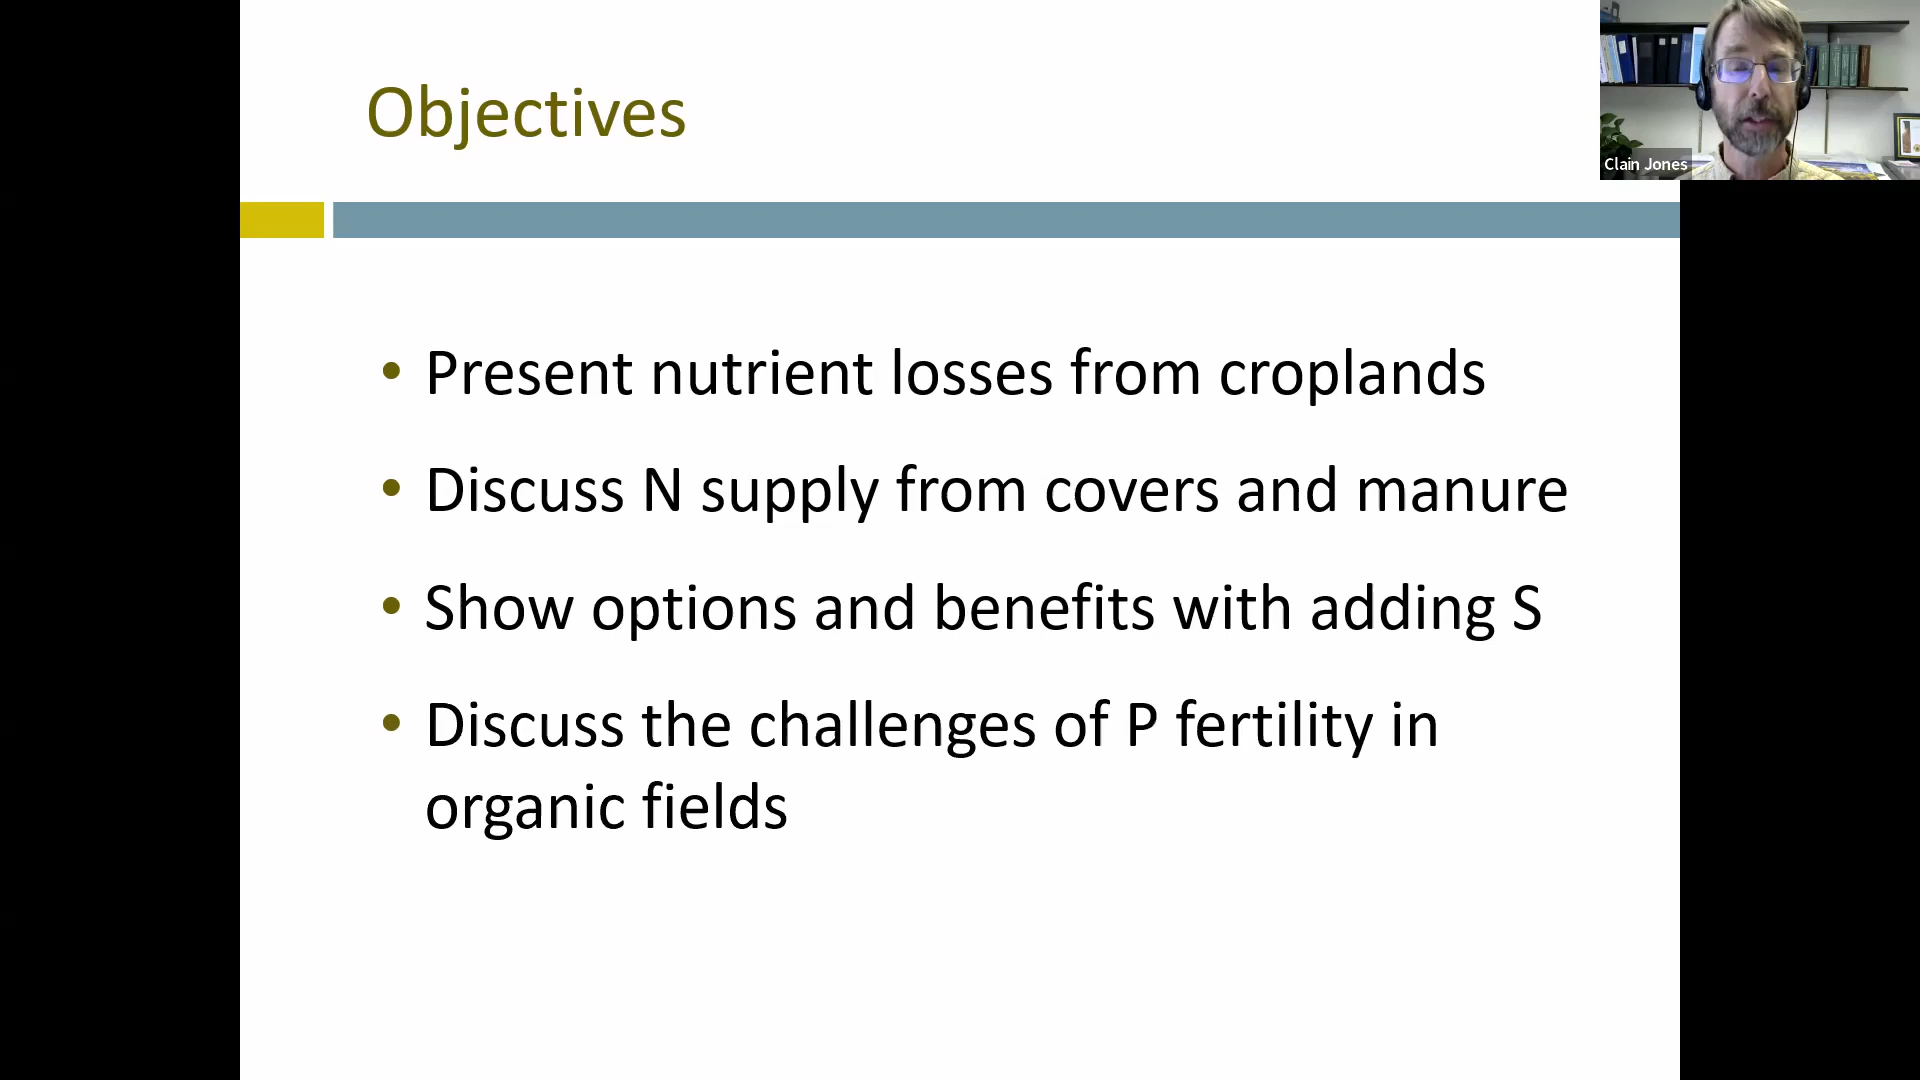 Objectives
Clain Jones
• Present nutrient losses from croplands
• Discuss N supply from covers and manure
• Show options and benefits with adding S
• Discuss the challenges of P fertility in
organic fields